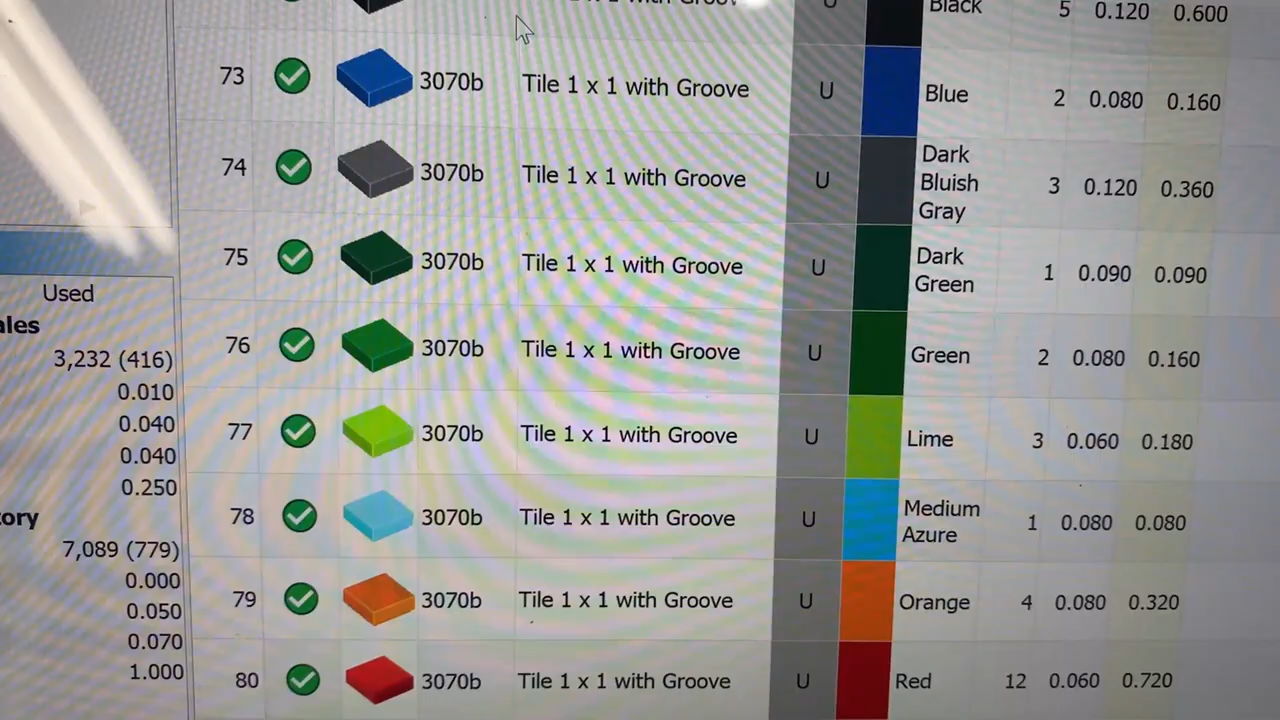 Black 5 0.120 0.600
73 3070b Tile 1 x 1 with Groove U Blue 2 0.080 0.160
74 3070b Tile 1 x 1 with Groove U Dark Bluish Gray 3 0.120 0.360
75 3070b Tile 1 x 1 with Groove U Dark Green 1 0.090 0.090
76 3070b Tile 1 x 1 with Groove U Green 2 0.080 0.160
77 3070b Tile 1 x 1 with Groove U Lime 3 0.060 0.180
78 3070b Tile 1 x 1 with Groove U Medium Azure 1 0.080 0.080
79 3070b Tile 1 x 1 with Groove U Orange 4 0.080 0.320
80 3070b Tile 1 x 1 with Groove U Red 12 0.060 0.720
Used
ales
3,232 (416)
0.010
0.040
0.040
0.250
tory
7,089 (779)
0.000
0.050
0.070
1.000